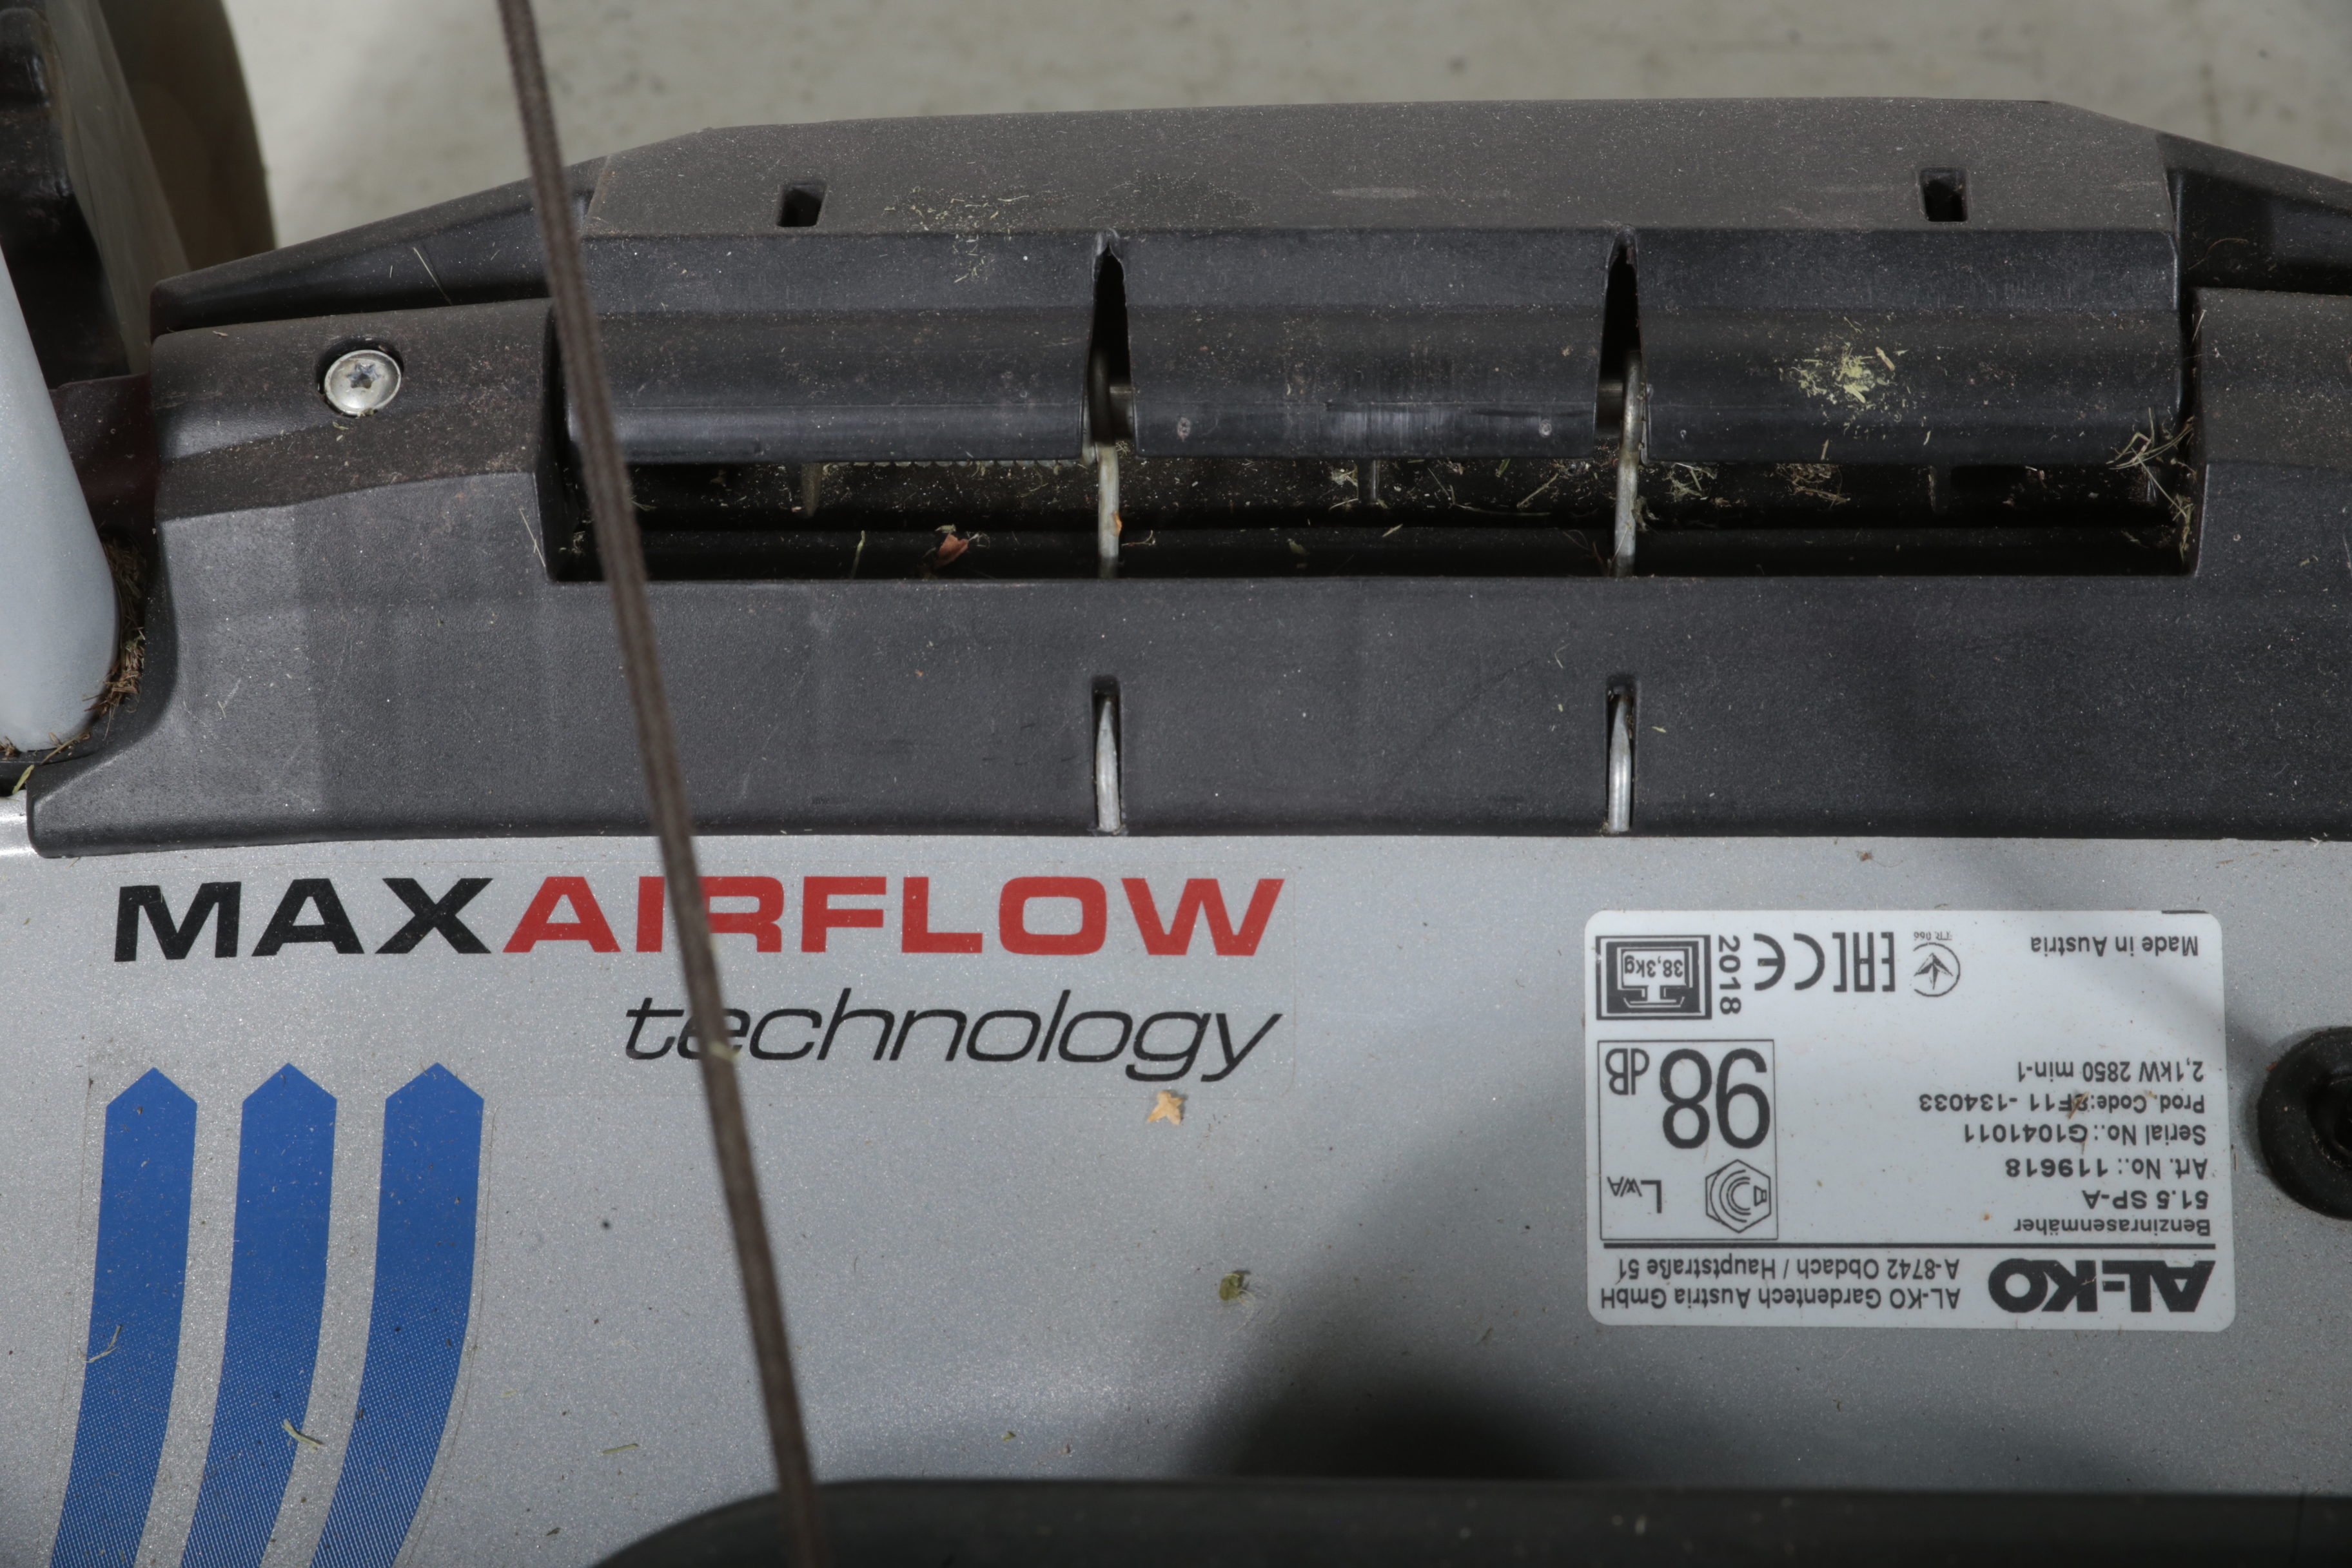 MAXAIRFLOW
technology
AL-KO
AL-KO Gardentech Austria GmbH
A-8742 Obdach / Hauptstraße 51
Benzinrasenmäher
51.5 SP-A
Art. No.: 119618
Serial No.: G1041011
Prod. Code: 11 -134033
2,1kW 2850 min-1
LWA
98
dB
Made in Austria
TR. 066
EAC
CE
2018
38,3kg